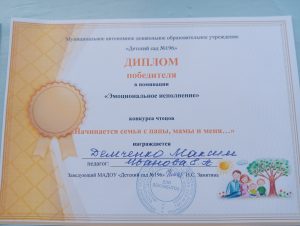 Муниципальное автономное дошкольное образовательное учреждение
«Детский сад №196»
ДИПЛОМ
победителя
в номинации
«Эмоциональное исполнение»
конкурса чтецов
"Начинается семья с папы, мамы и меня…»
награждается
Демченко Максим
педагог: Иванова Е.А.
Заведующий МАДОУ «Детский сад №196» Н.С. Замятина